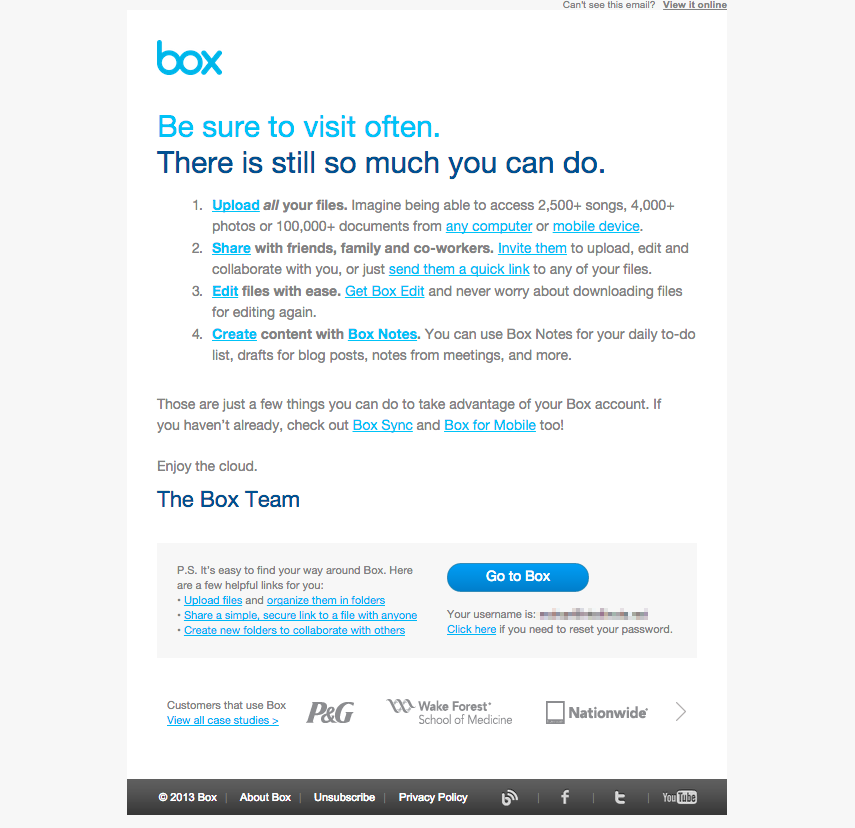 Can't see this email? View it online
box
Be sure to visit often.
There is still so much you can do.
1. Upload all your files. Imagine being able to access 2,500+ songs, 4,000+
photos or 100,000+ documents from any computer or mobile device.
2. Share with friends, family and co-workers. Invite them to upload, edit and
collaborate with you, or just send them a quick link to any of your files.
3. Edit files with ease. Get Box Edit and never worry about downloading files
for editing again.
4. Create content with Box Notes. You can use Box Notes for your daily to-do
list, drafts for blog posts, notes from meetings, and more.
Those are just a few things you can do to take advantage of your Box account. If
you haven't already, check out Box Sync and Box for Mobile too!
Enjoy the cloud.
The Box Team
P.S. It's easy to find your way around Box. Here
are a few helpful links for you:
• Upload files and organize them in folders
• Share a simple, secure link to a file with anyone
• Create new folders to collaborate with others
Go to Box
Your username is:
Click here if you need to reset your password.
Customers that use Box
View all case studies >
P&G
Wake Forest®
School of Medicine
Nationwide®
© 2013 Box | About Box | Unsubscribe | Privacy Policy
YouTube